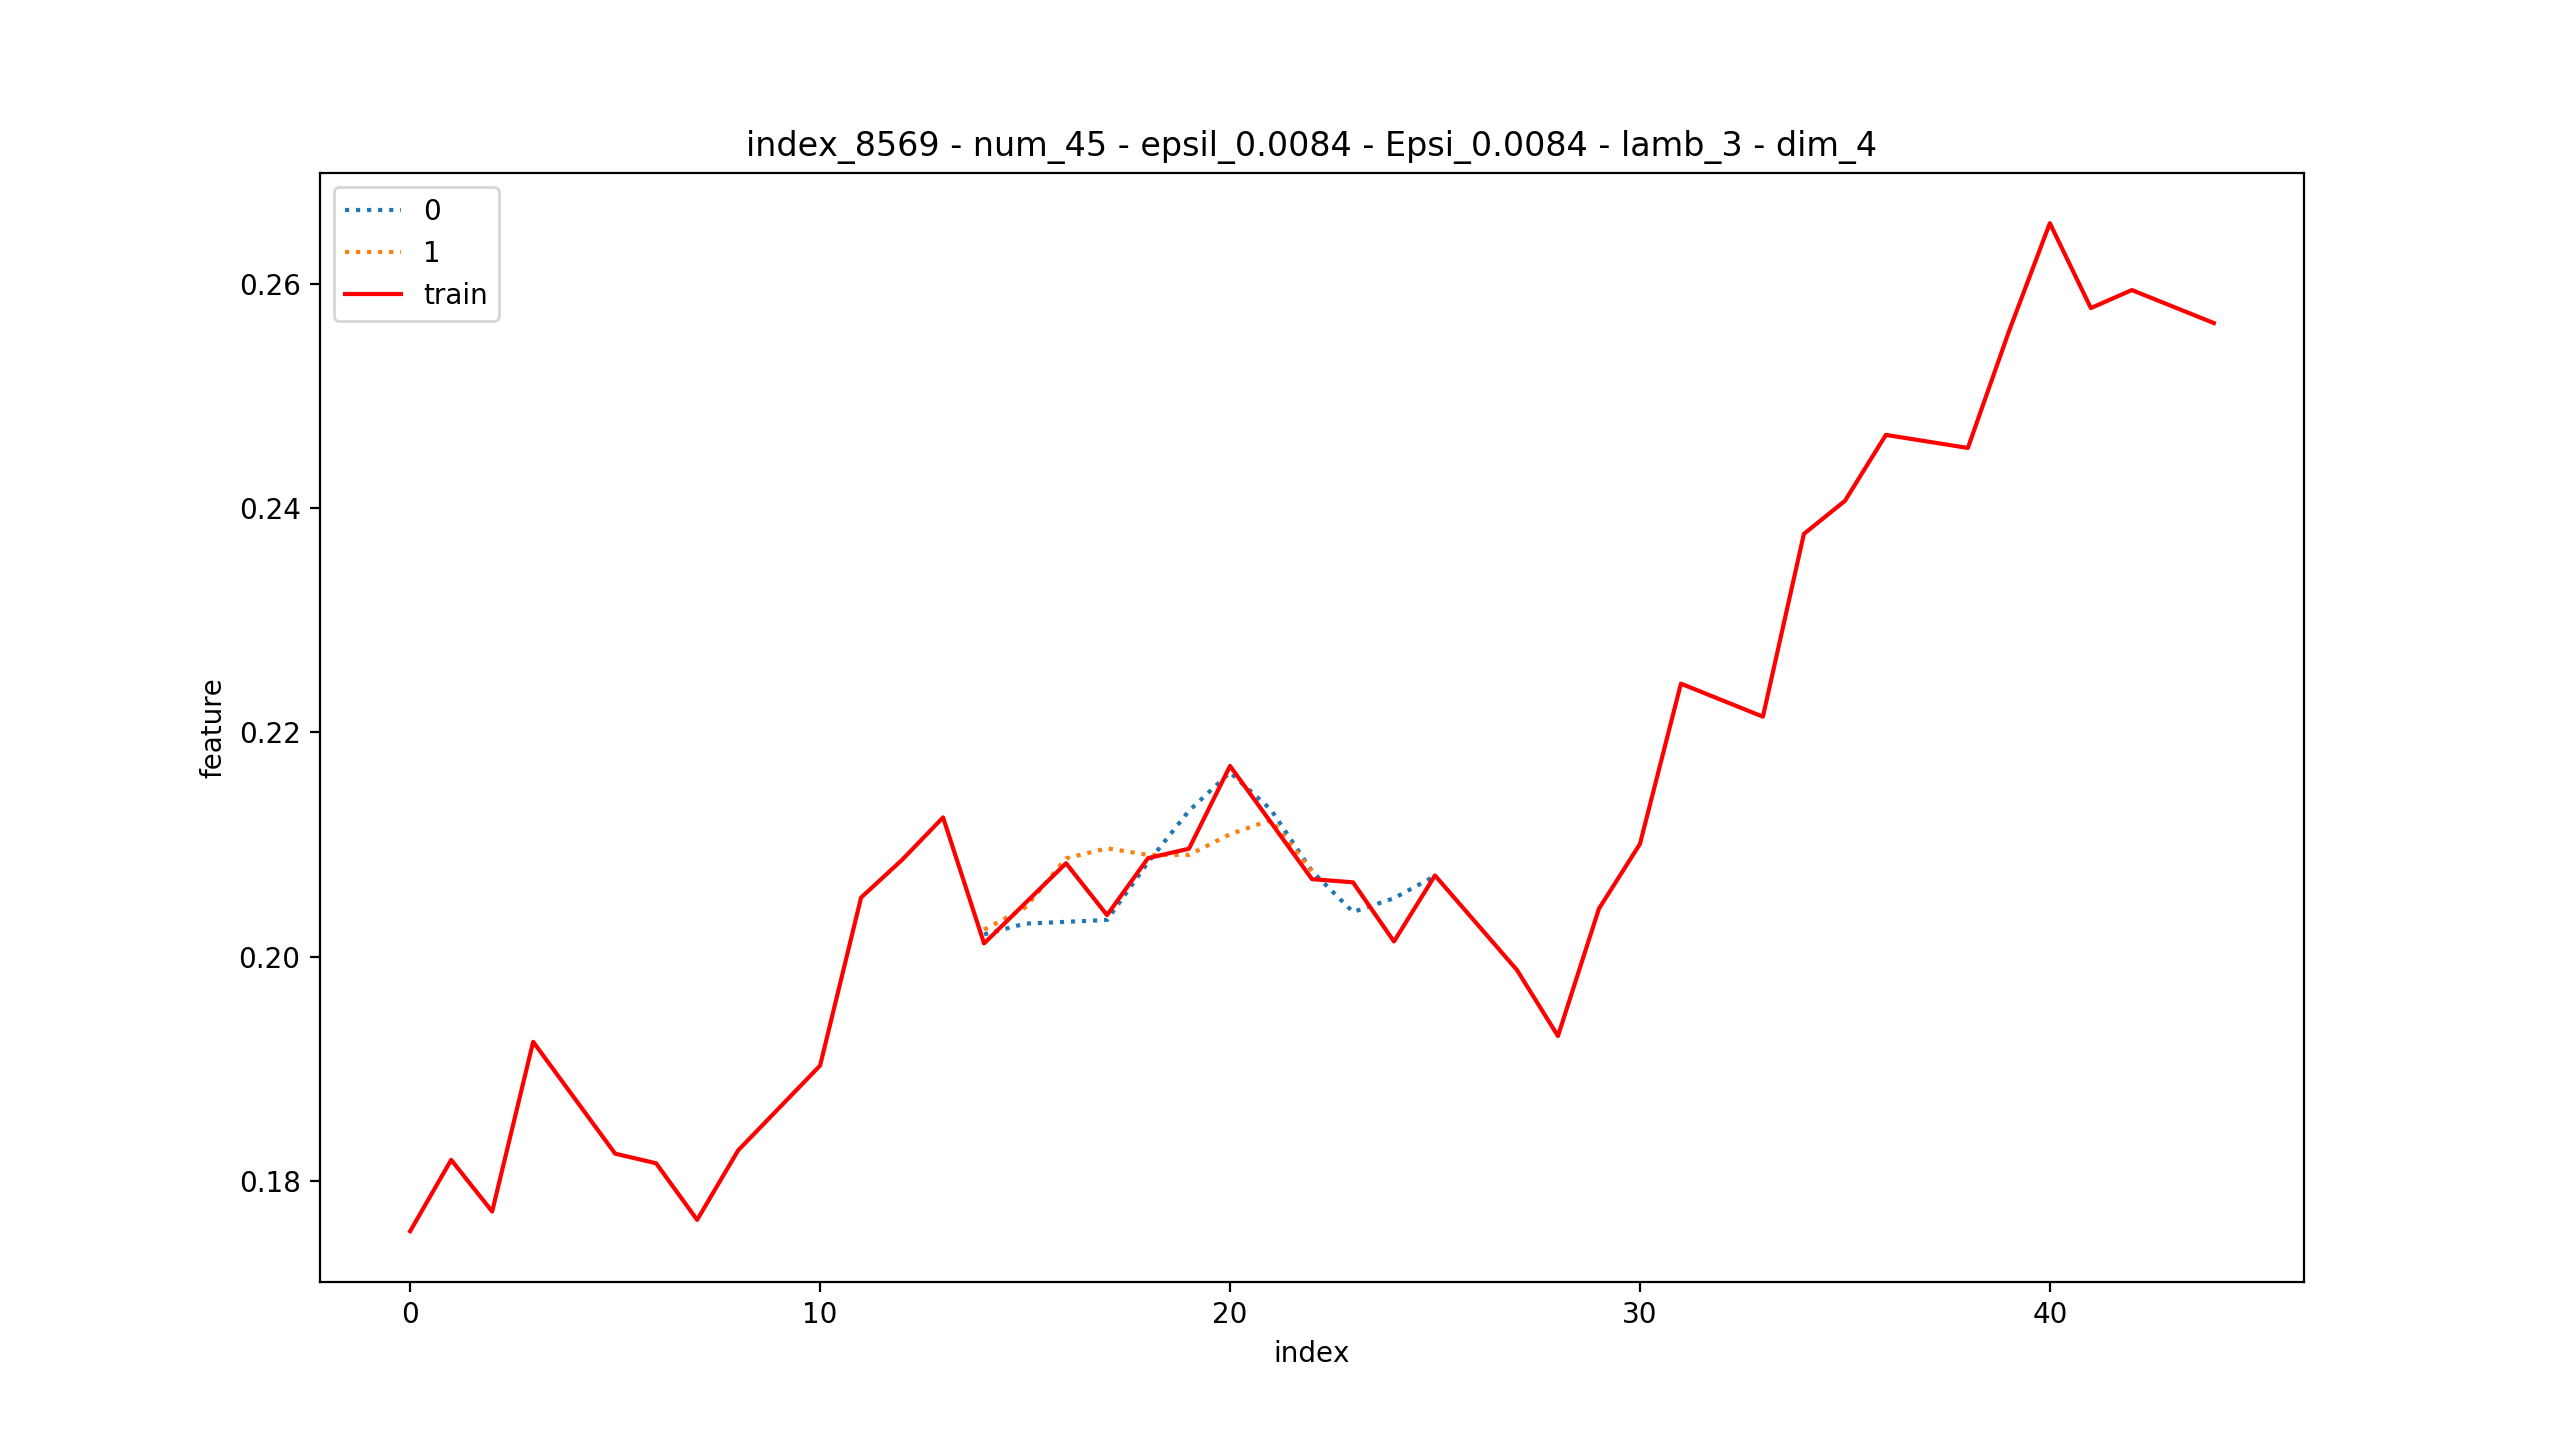 index_8569 - num_45 - epsil_0.0084 - Epsi_0.0084 - lamb_3 - dim_4
0
1
train
0.26
0.24
0.22
0.20
0.18
feature
0 10 20 30 40
index